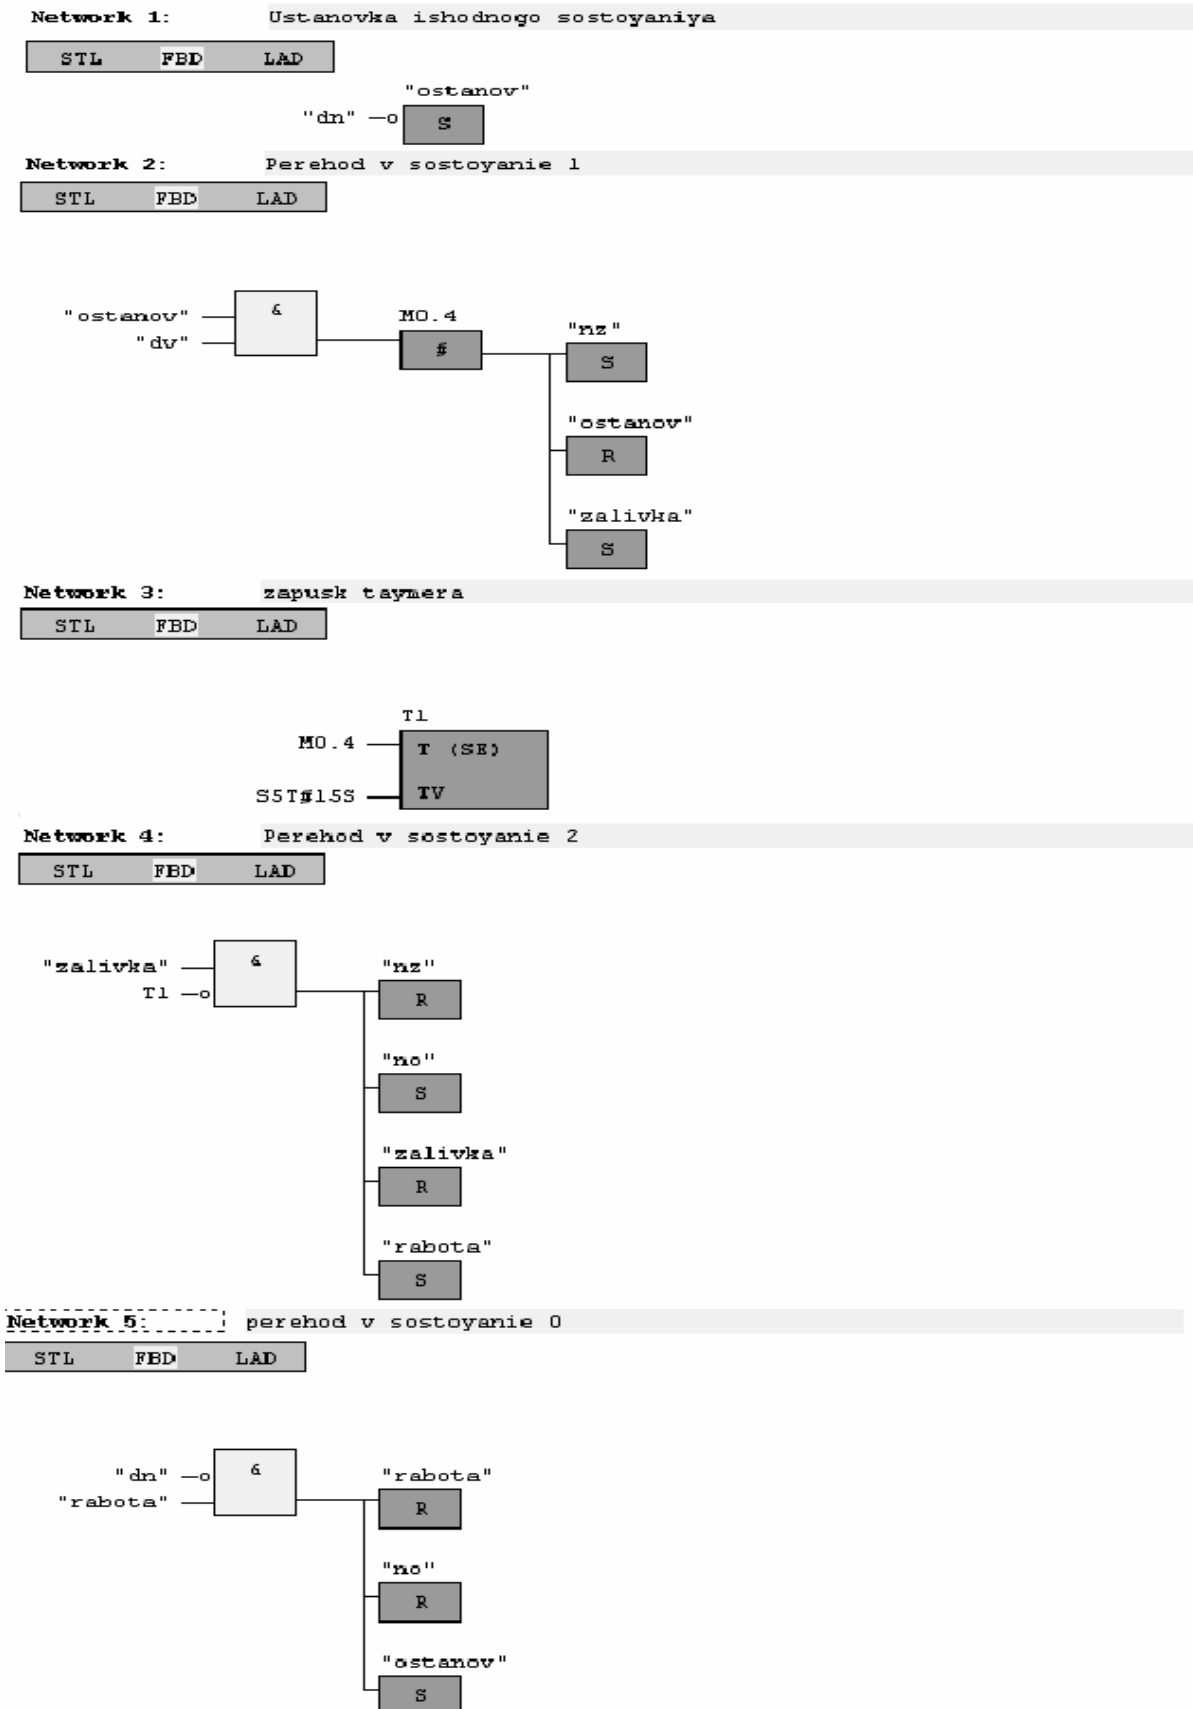 Network 1: Ustanovka ishodnogo sostoyaniya
STL FBD LAD
"ostanov"
"dn" S
Network 2: Perehod v sostoyanie 1
STL FBD LAD
"ostanov" & M0.4 "nz"
"dv" # S
"ostanov"
R
"zalivka"
S
Network 3: zapusk taymera
STL FBD LAD
T1
M0.4 T (SE)
S5T#15S TV
Network 4: Perehod v sostoyanie 2
STL FBD LAD
"zalivka" & "nz"
T1 R
"no"
S
"zalivka"
R
"rabota"
S
Network 5: perehod v sostoyanie 0
STL FBD LAD
"dn" & "rabota"
"rabota" R
"no"
R
"ostanov"
S